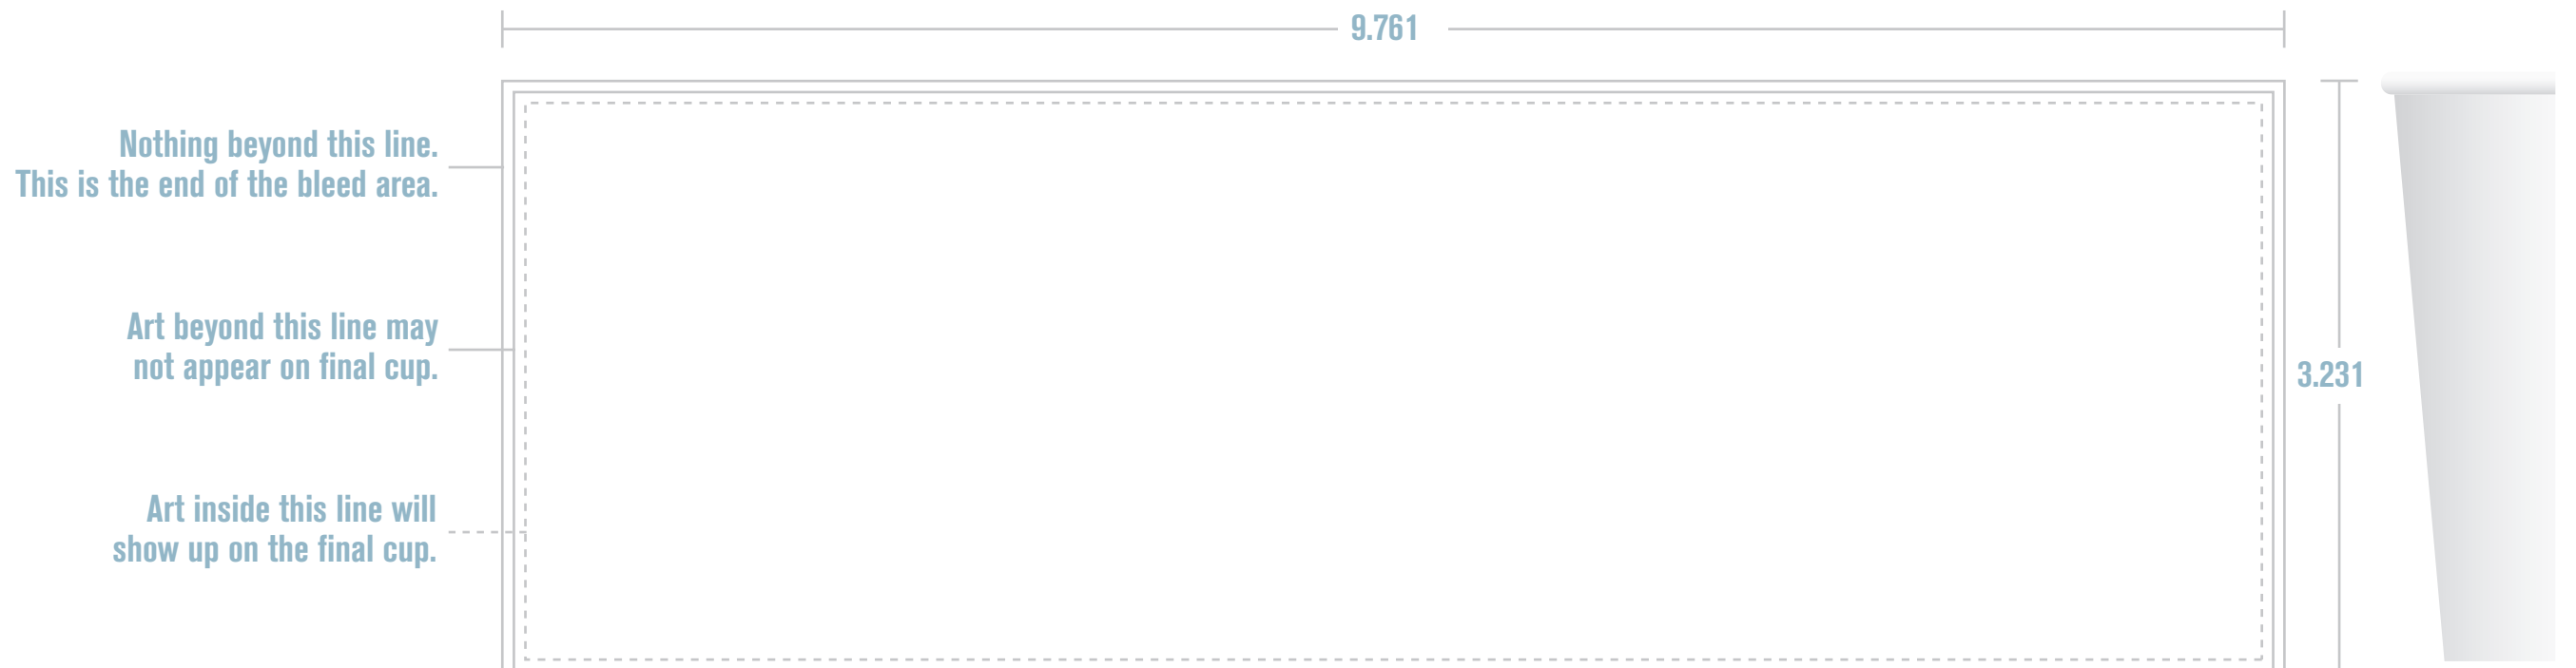 9.761
Nothing beyond this line.
This is the end of the bleed area.
Art beyond this line may
not appear on final cup.
3.231
Art inside this line will
show up on the final cup.